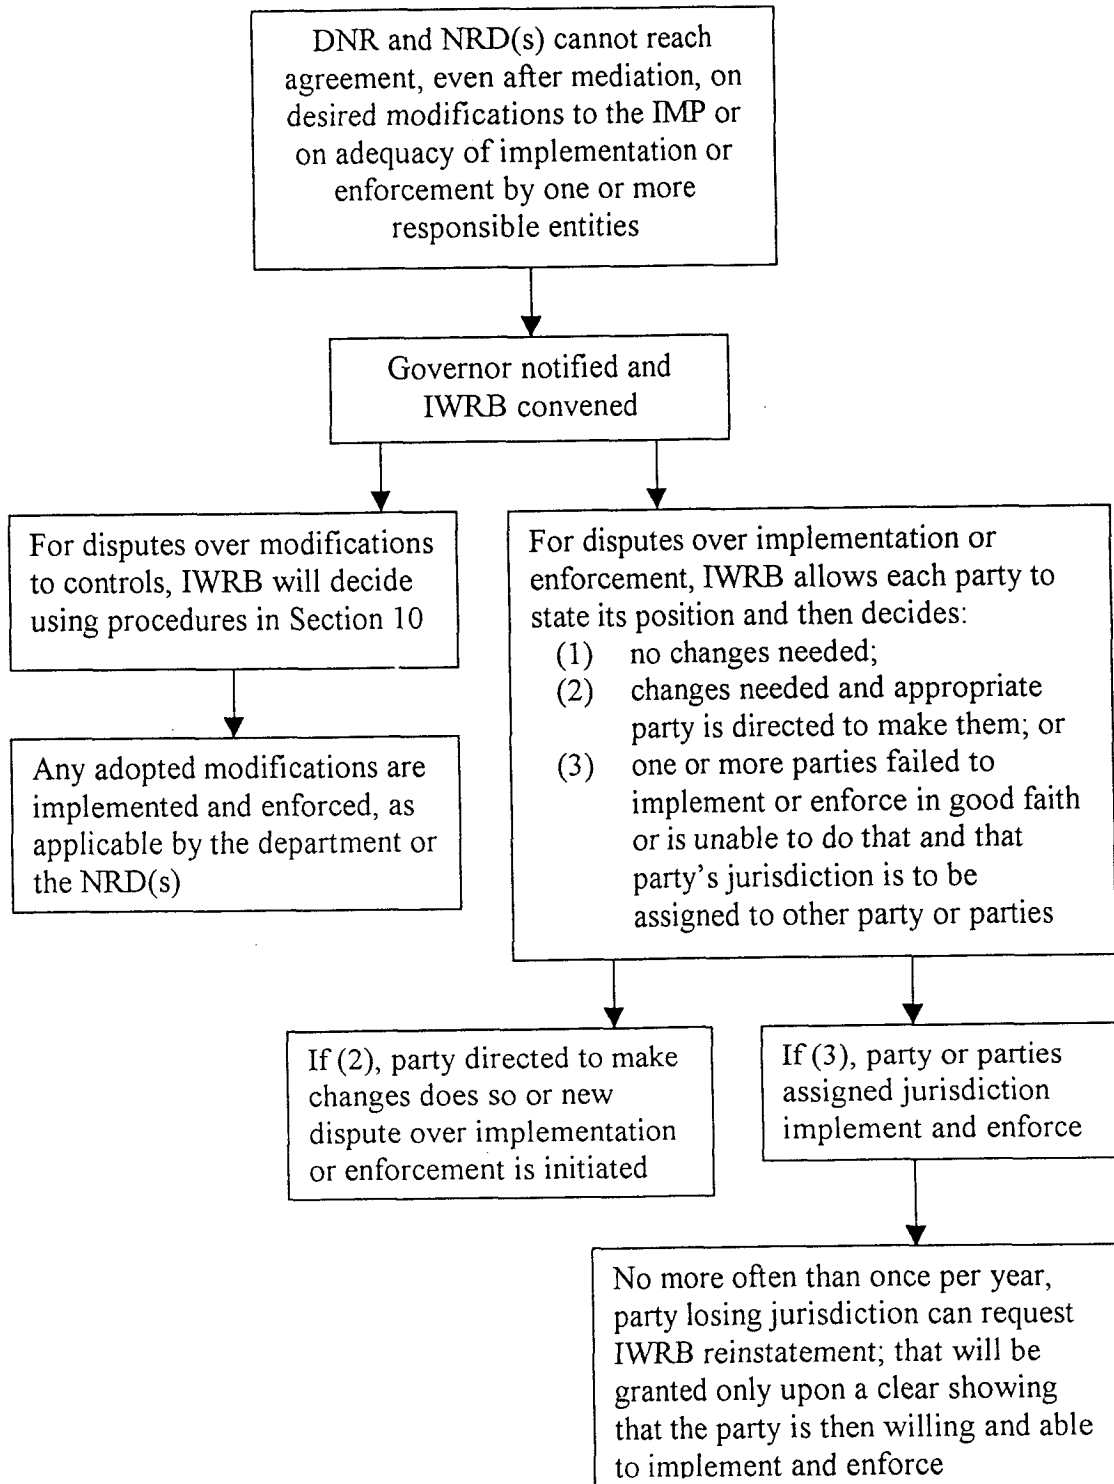 DNR and NRD(s) cannot reach
agreement, even after mediation, on
desired modifications to the IMP or
on adequacy of implementation or
enforcement by one or more
responsible entities
Governor notified and
IWRB convened
For disputes over modifications
to controls, IWRB will decide
using procedures in Section 10
Any adopted modifications are
implemented and enforced, as
applicable by the department or
the NRD(s)
For disputes over implementation or
enforcement, IWRB allows each party to
state its position and then decides:
(1) no changes needed;
(2) changes needed and appropriate
party is directed to make them; or
(3) one or more parties failed to
implement or enforce in good faith
or is unable to do that and that
party's jurisdiction is to be
assigned to other party or parties
If (2), party directed to make
changes does so or new
dispute over implementation
or enforcement is initiated
If (3), party or parties
assigned jurisdiction
implement and enforce
No more often than once per year,
party losing jurisdiction can request
IWRB reinstatement; that will be
granted only upon a clear showing
that the party is then willing and able
to implement and enforce